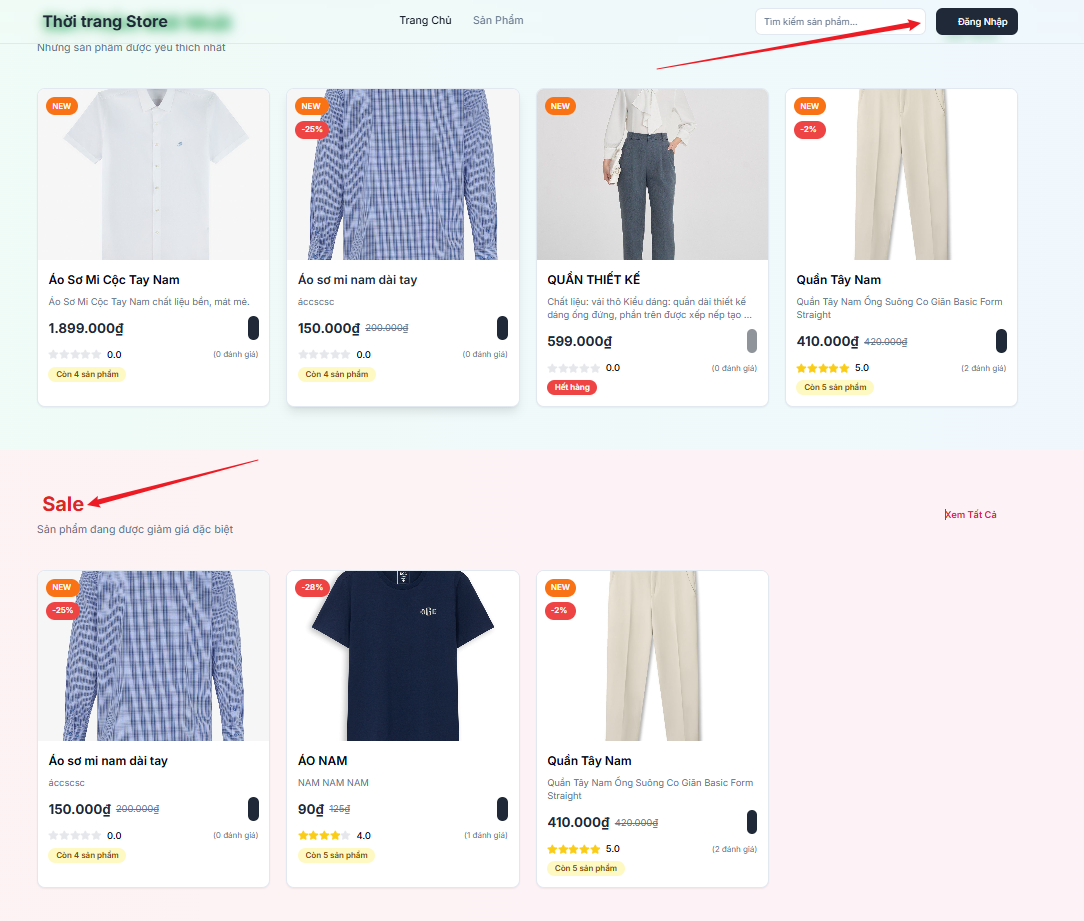 Thời trang Store
Trang Chủ
Sản Phẩm
Tìm kiếm sản phẩm...
Đăng Nhập
Những sản phẩm được yêu thích nhất
NEW
NEW
-25%
NEW
NEW
-2%
Áo Sơ Mi Cộc Tay Nam
Áo Sơ Mi Cộc Tay Nam chất liệu bền, mát mẻ.
1.899.000₫
0.0
(0 đánh giá)
Còn 4 sản phẩm
Áo sơ mi nam dài tay
áccscsc
150.000₫ 200.000₫
0.0
(0 đánh giá)
Còn 4 sản phẩm
QUẦN THIẾT KẾ
Chất liệu: vải thô Kiểu dáng: quần dài thiết kế
dáng ống đứng, phần trên được xếp nếp tạo ...
599.000₫
0.0
(0 đánh giá)
Hết hàng
Quần Tây Nam
Quần Tây Nam Ống Suông Co Giãn Basic Form
Straight
410.000₫ 420.000₫
5.0
(2 đánh giá)
Còn 5 sản phẩm
Sale
Sản phẩm đang được giảm giá đặc biệt
Xem Tất Cả
NEW
-25%
-28%
NEW
-2%
Áo sơ mi nam dài tay
áccscsc
150.000₫ 200.000₫
0.0
(0 đánh giá)
Còn 4 sản phẩm
ÁO NAM
NAM NAM NAM
90₫ 125₫
4.0
(1 đánh giá)
Còn 5 sản phẩm
Quần Tây Nam
Quần Tây Nam Ống Suông Co Giãn Basic Form
Straight
410.000₫ 420.000₫
5.0
(2 đánh giá)
Còn 5 sản phẩm